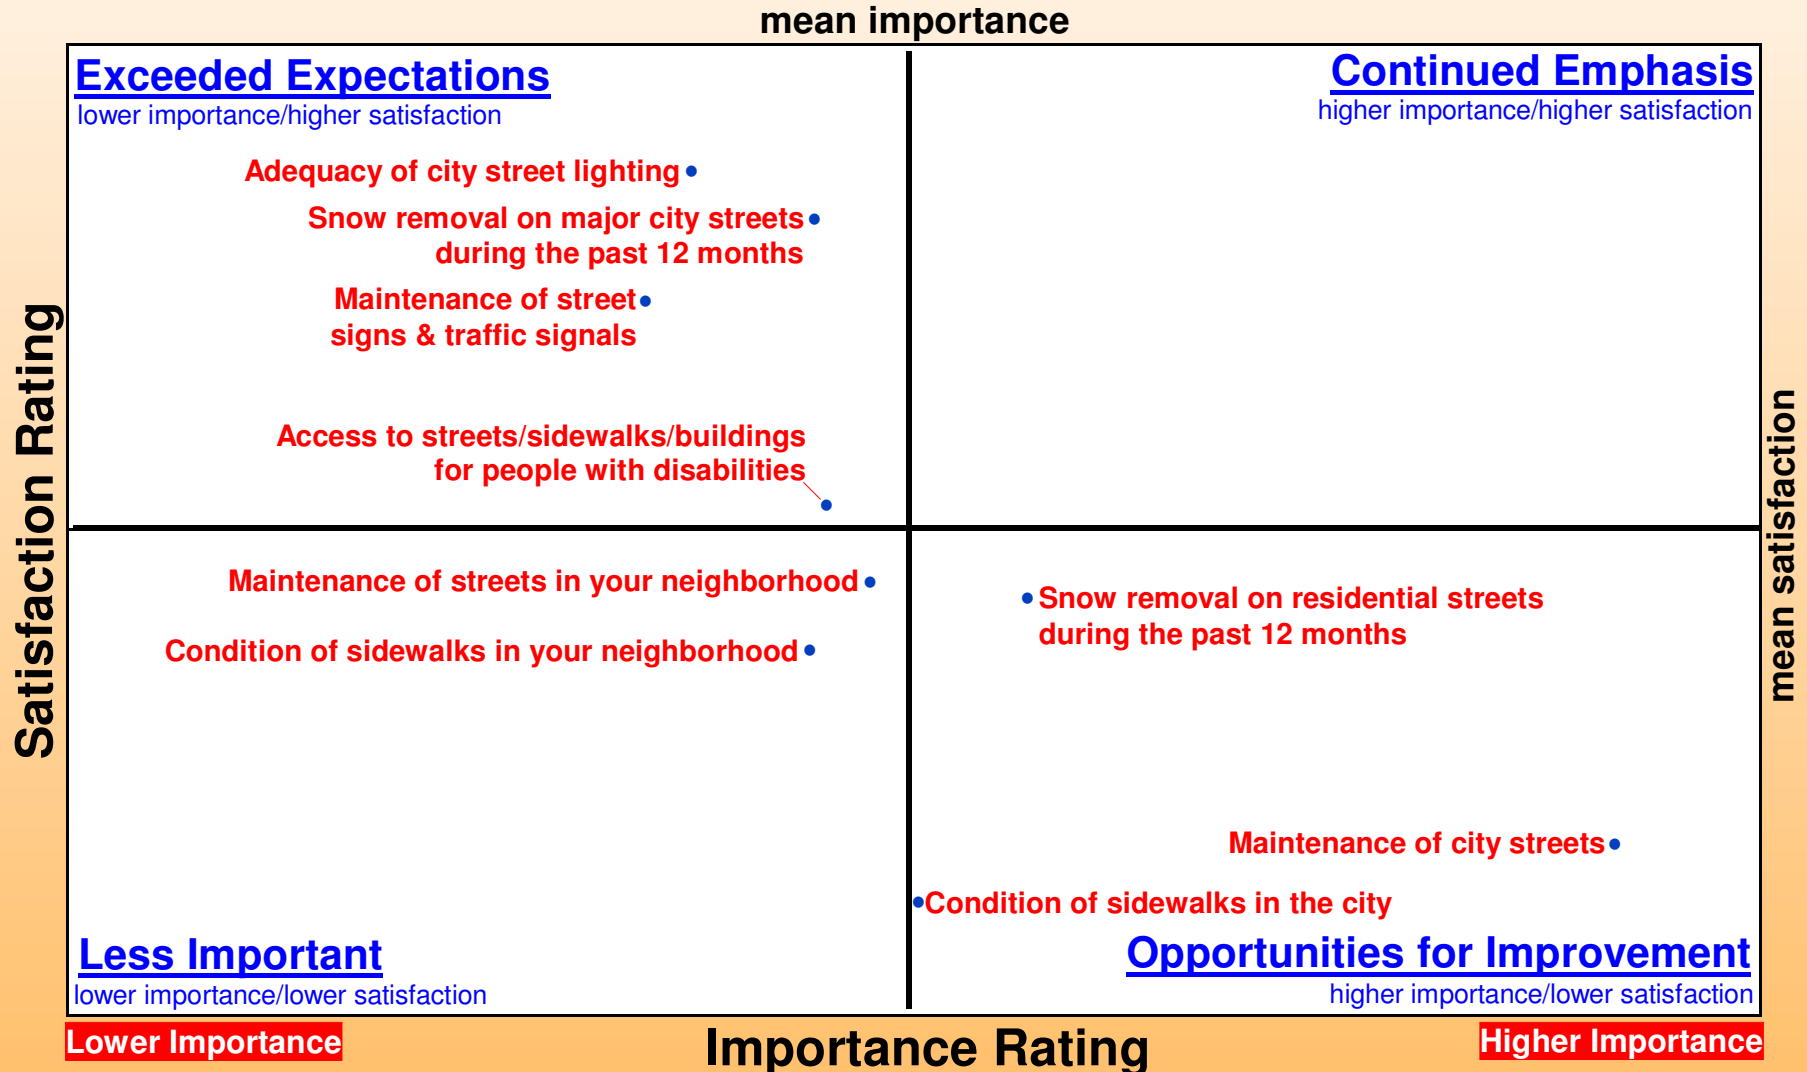 mean importance
Exceeded Expectations
lower importance/higher satisfaction
Continued Emphasis
higher importance/higher satisfaction
Adequacy of city street lighting
Snow removal on major city streets
during the past 12 months
Maintenance of street
signs & traffic signals
Access to streets/sidewalks/buildings
for people with disabilities
Satisfaction Rating
mean satisfaction
Maintenance of streets in your neighborhood
Condition of sidewalks in your neighborhood
Snow removal on residential streets
during the past 12 months
Maintenance of city streets
Condition of sidewalks in the city
Less Important
lower importance/lower satisfaction
Opportunities for Improvement
higher importance/lower satisfaction
Lower Importance
Importance Rating
Higher Importance